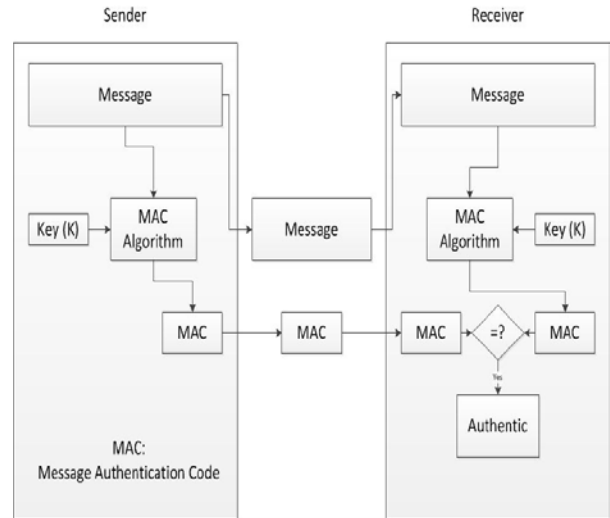 Sender
Receiver
Message
Message
Key (K)
MAC
Algorithm
Message
MAC
Algorithm
Key (K)
MAC
MAC
MAC
=?
MAC
Yes
Authentic
MAC:
Message Authentication Code